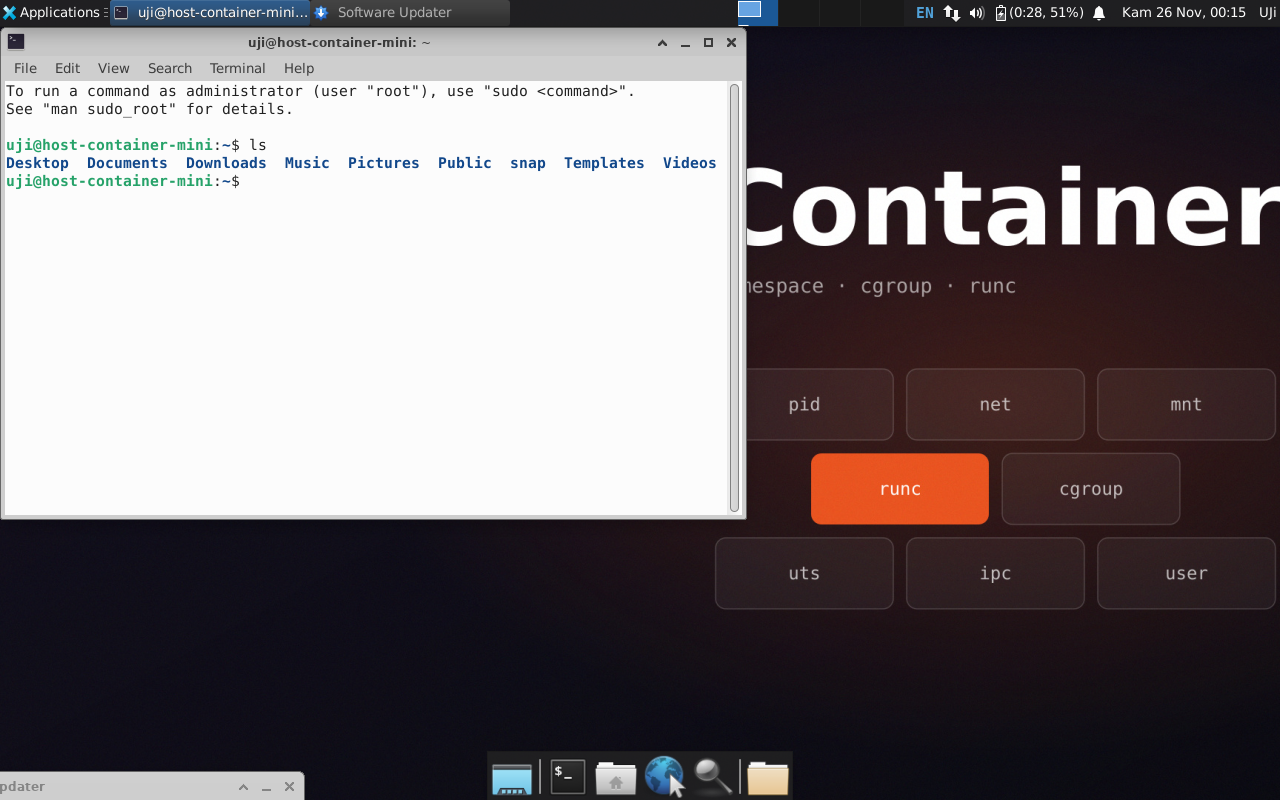 Applications
uji@host-container-mini...
Software Updater
EN
(0:28, 51%)
Kam 26 Nov, 00:15
UJi
uji@host-container-mini: ~
File Edit View Search Terminal Help
To run a command as administrator (user "root"), use "sudo <command>".
See "man sudo_root" for details.
uji@host-container-mini:~$ ls
Desktop Documents Downloads Music Pictures Public snap Templates Videos
uji@host-container-mini:~$
Container
mespace · cgroup · runc
pid
net
mnt
runc
cgroup
uts
ipc
user
$_
pdater